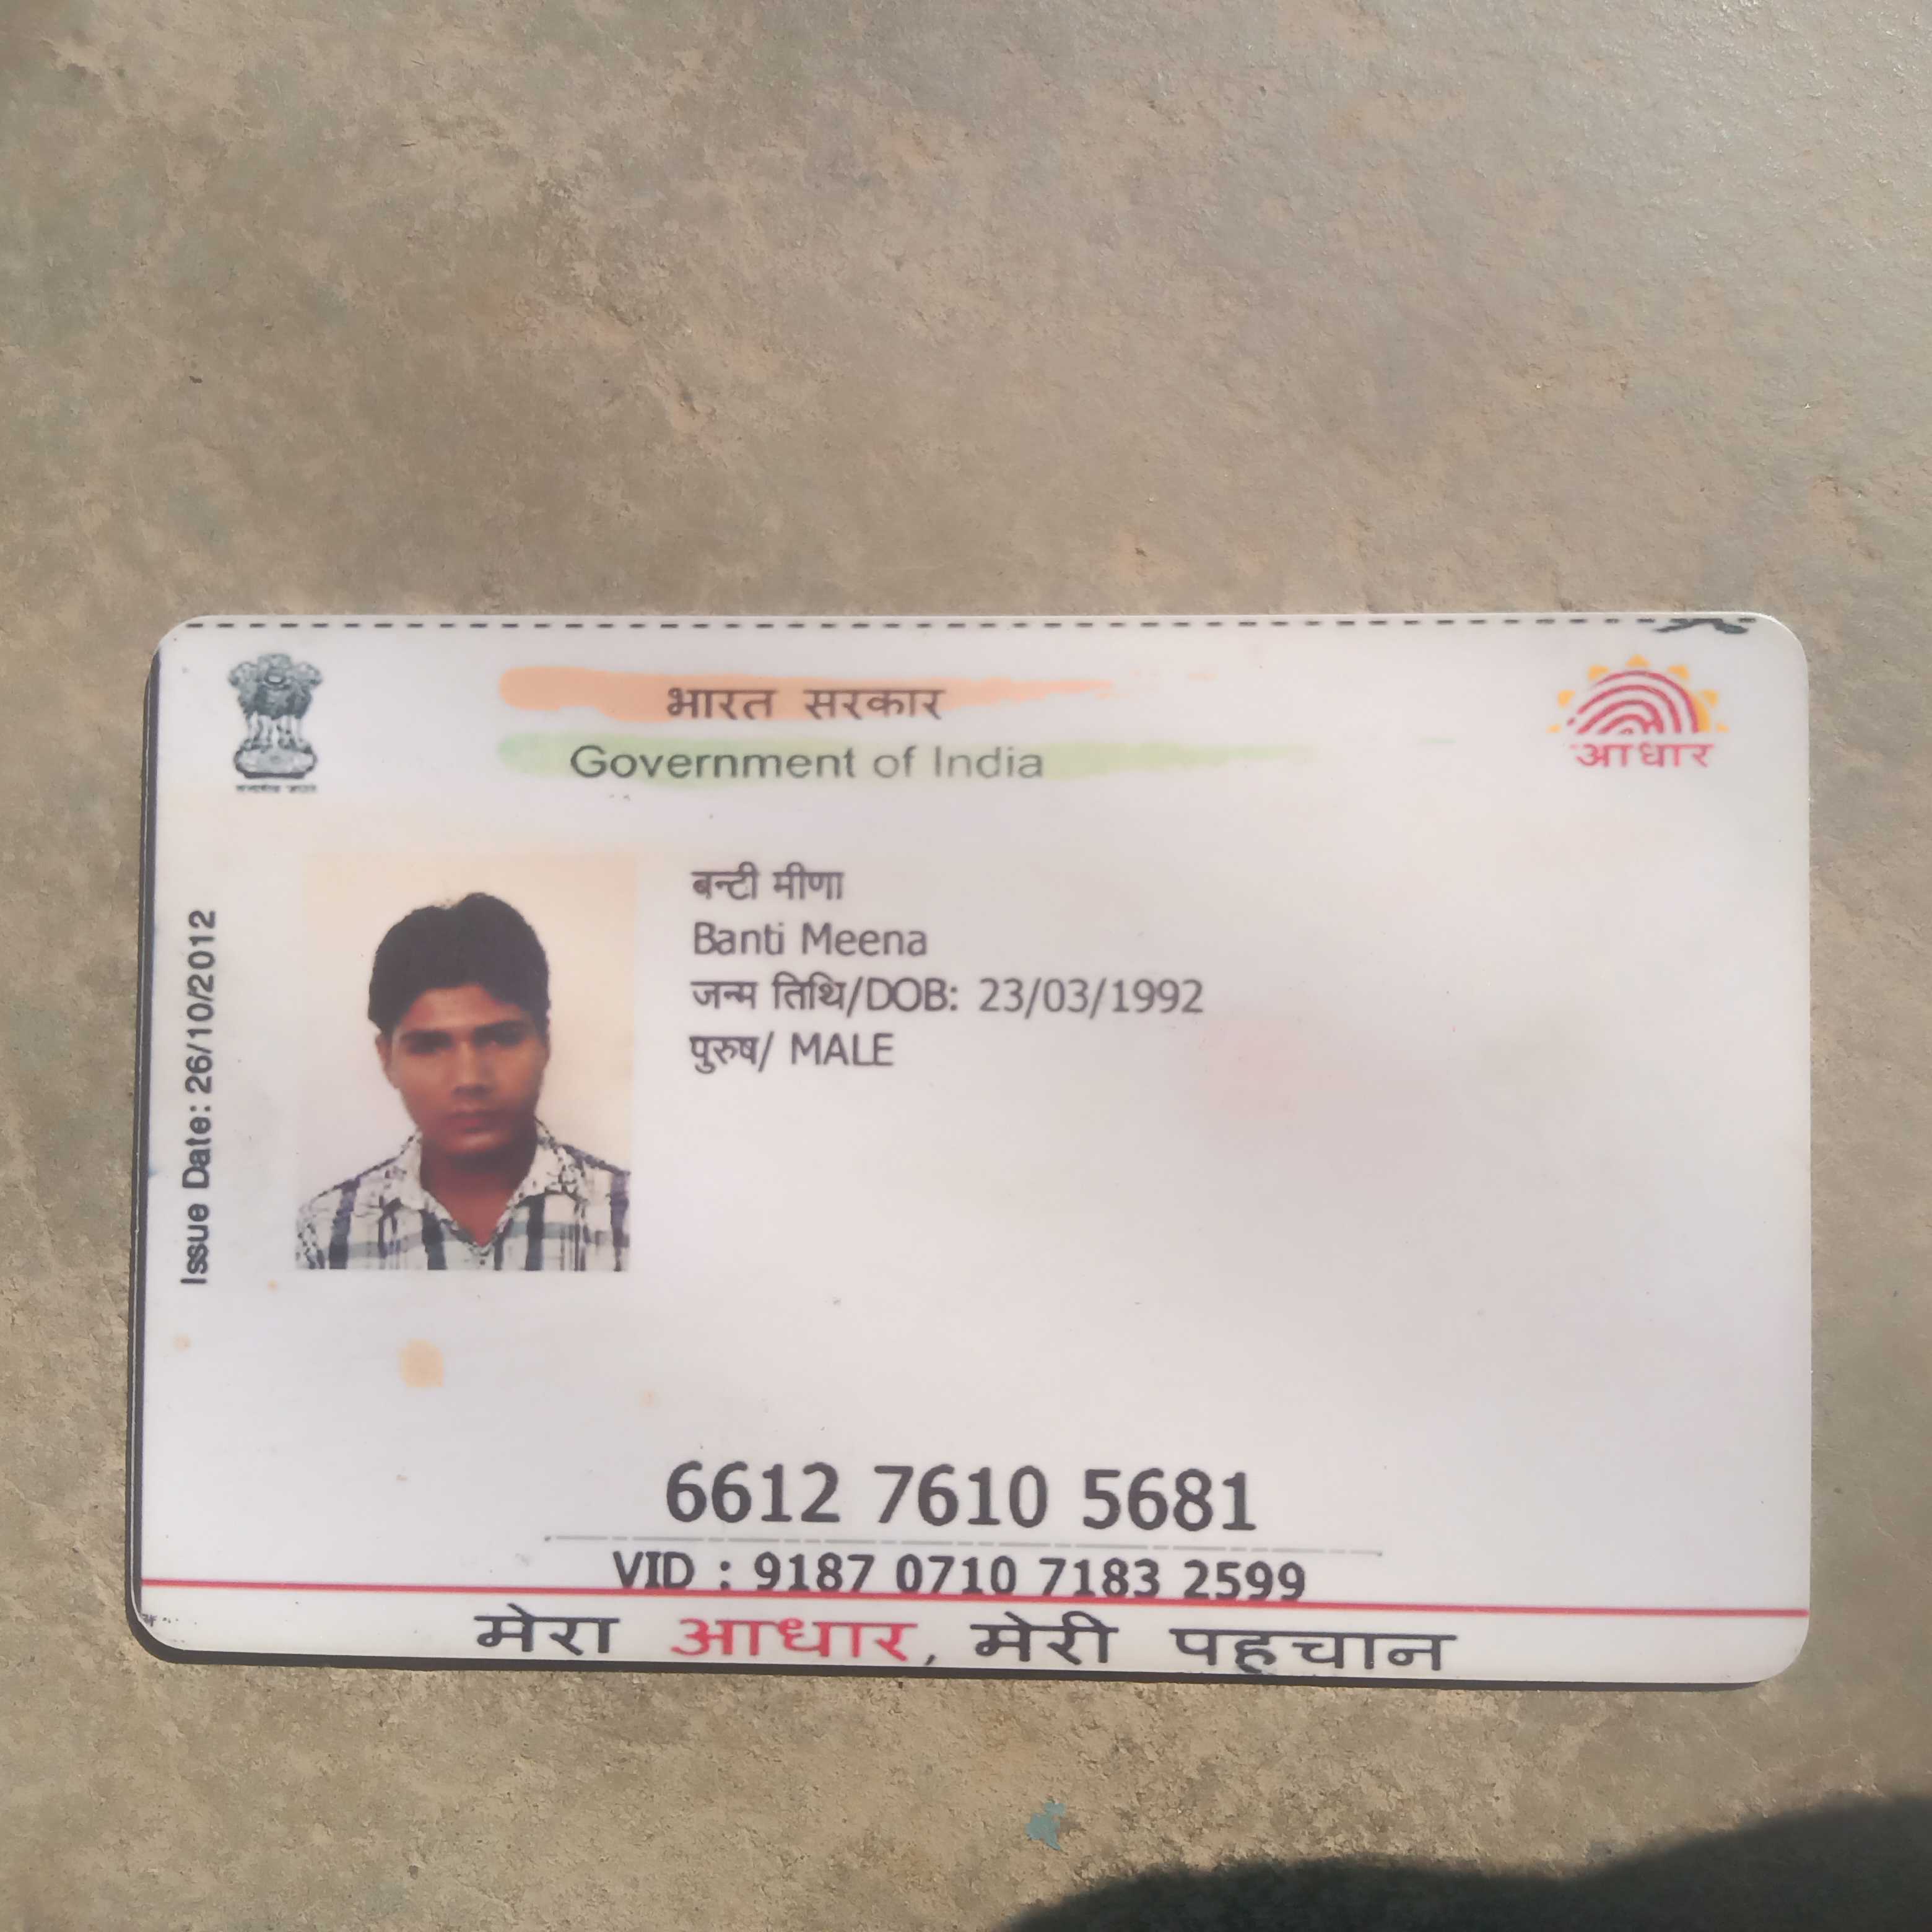 भारत सरकार
Government of India
आधार
Issue Date: 26/10/2012
बन्टी मीणा
Banti Meena
जन्म तिथि/DOB: 23/03/1992
पुरुष/ MALE
6612 7610 5681
VID : 9187 0710 7183 2599
मेरा आधार, मेरी पहचान